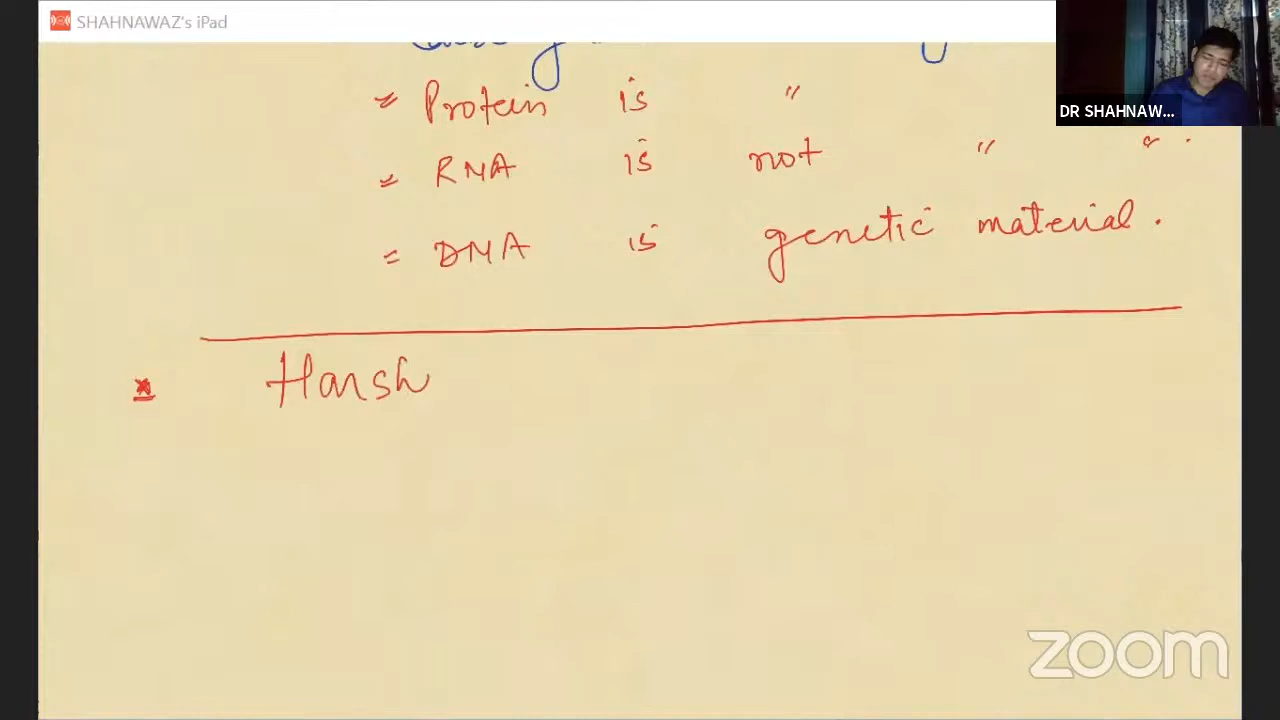 SHAHNAWAZ's iPad
DR SHAHNAW...
= Protein is "
= RNA is not " " .
= DNA is genetic material .
* Harsh
zoom